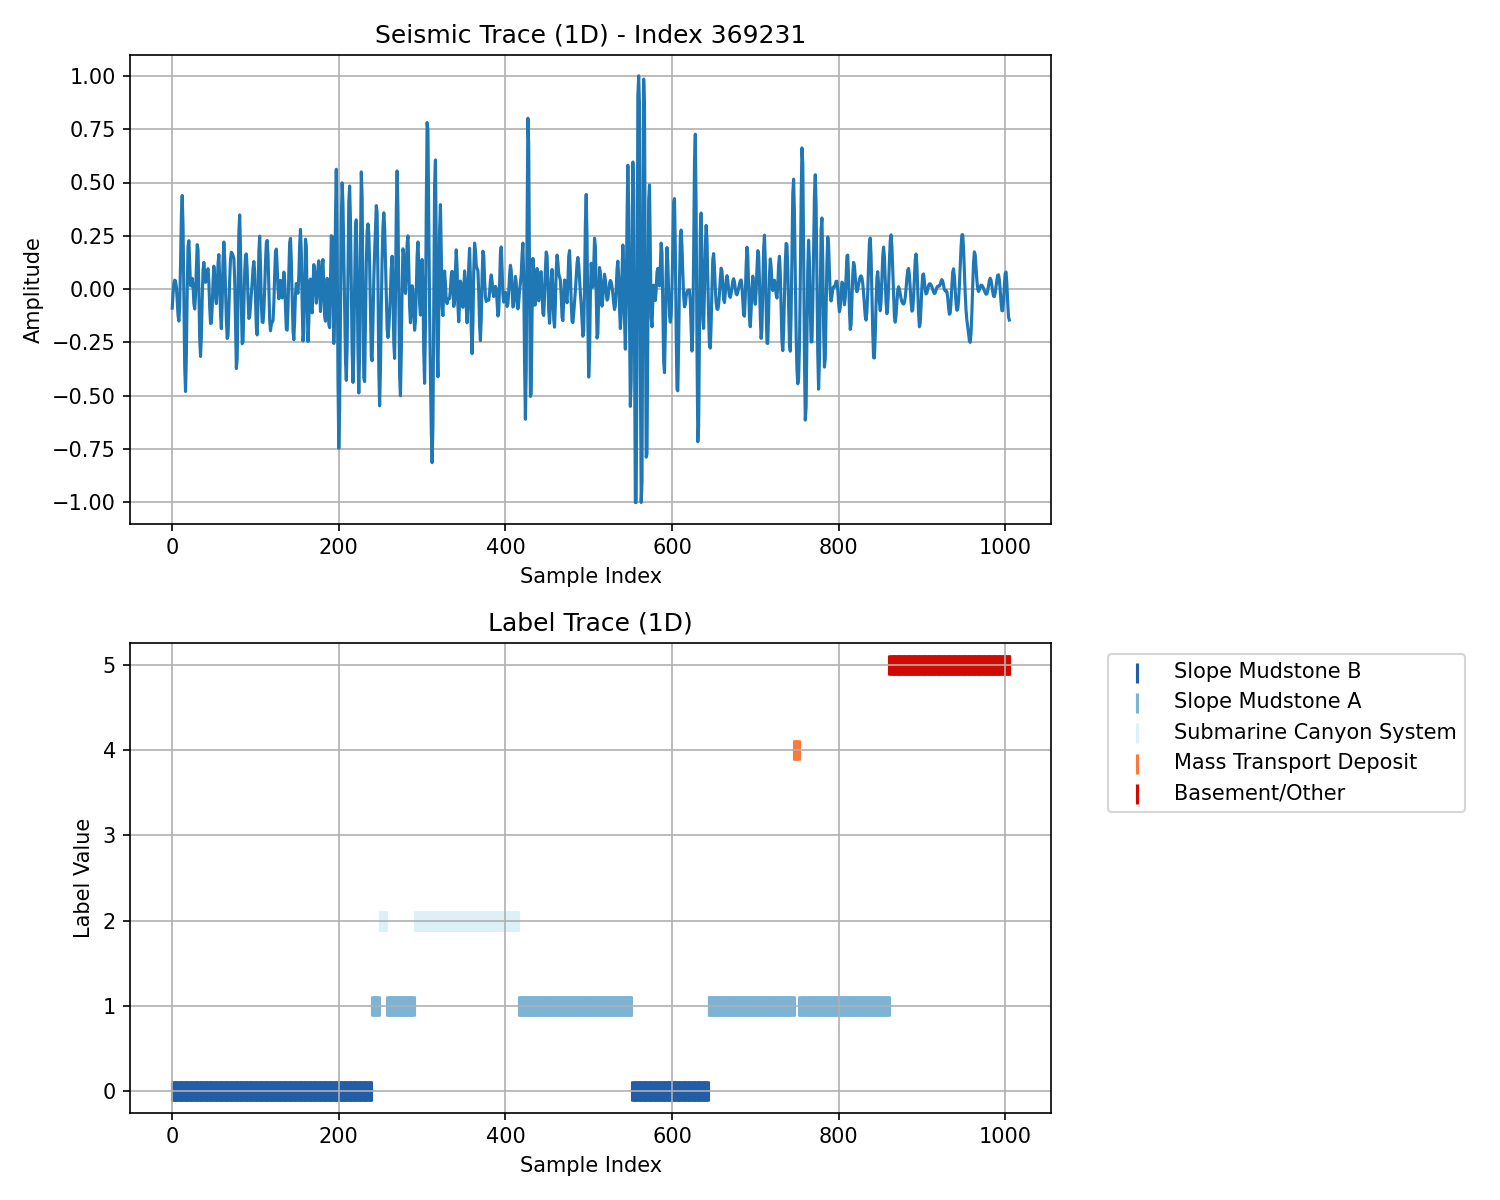 Seismic Trace (1D) - Index 369231
1.00
0.75
0.50
0.25
0.00
−0.25
−0.50
−0.75
−1.00
Amplitude
0 200 400 600 800 1000
Sample Index
Label Trace (1D)
5
4
3
2
1
0
Label Value
0 200 400 600 800 1000
Sample Index
Slope Mudstone B
Slope Mudstone A
Submarine Canyon System
Mass Transport Deposit
Basement/Other